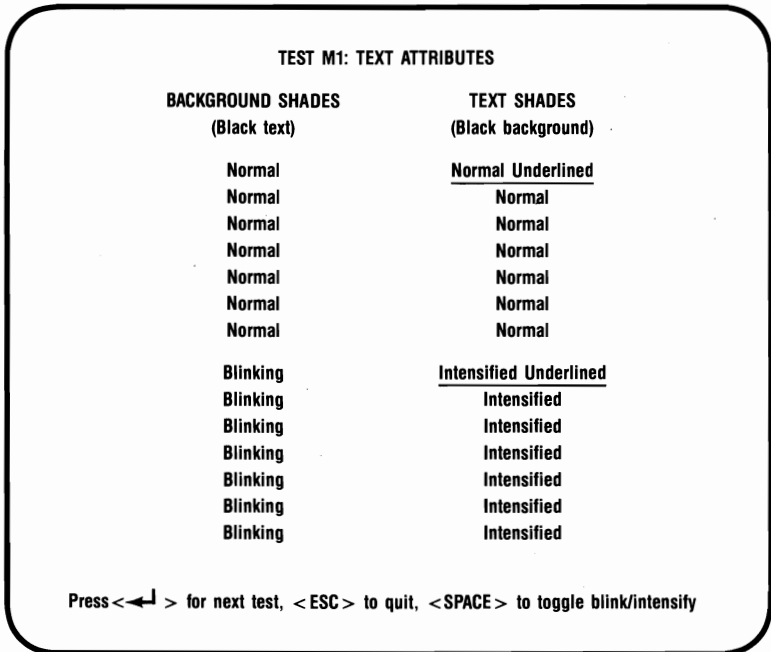 TEST M1: TEXT ATTRIBUTES
BACKGROUND SHADES TEXT SHADES
(Black text) (Black background)
Normal Normal Underlined
Normal Normal
Normal Normal
Normal Normal
Normal Normal
Normal Normal
Normal Normal
Blinking Intensified Underlined
Blinking Intensified
Blinking Intensified
Blinking Intensified
Blinking Intensified
Blinking Intensified
Blinking Intensified
Press <◄┘ > for next test, <ESC> to quit, <SPACE> to toggle blink/intensify